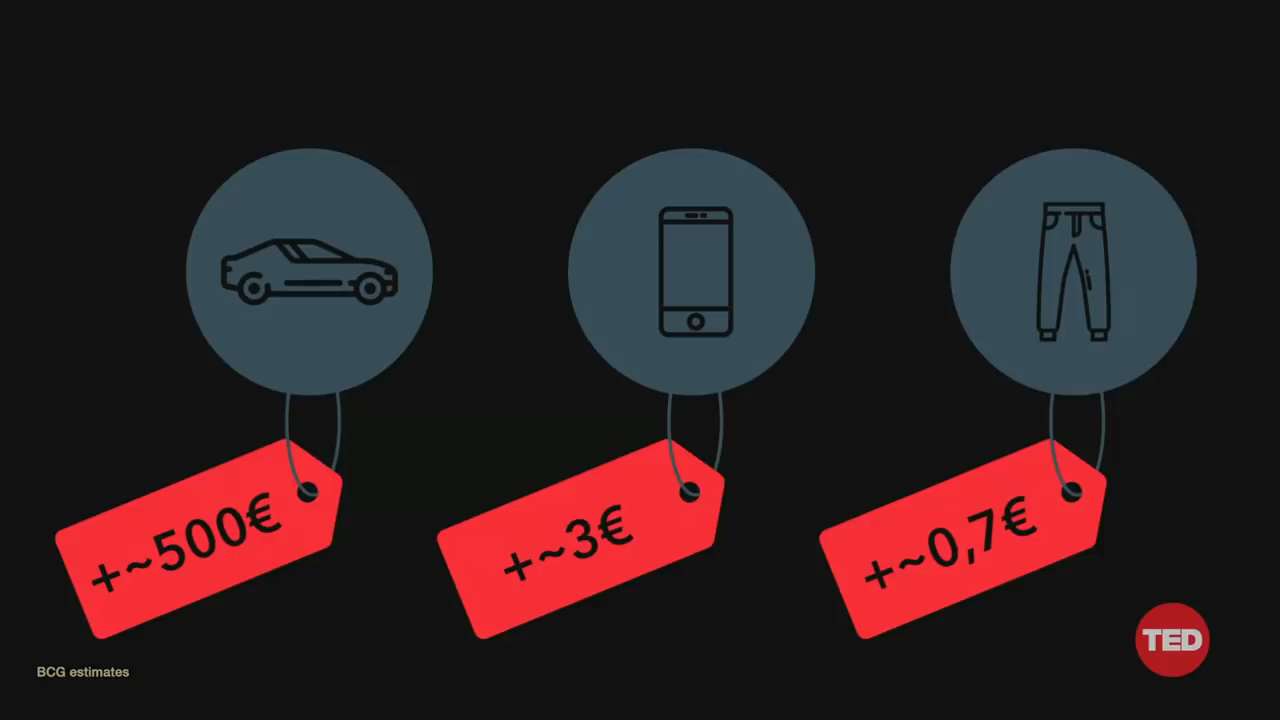 +~500€
+~3€
+~0,7€
BCG estimates
TED